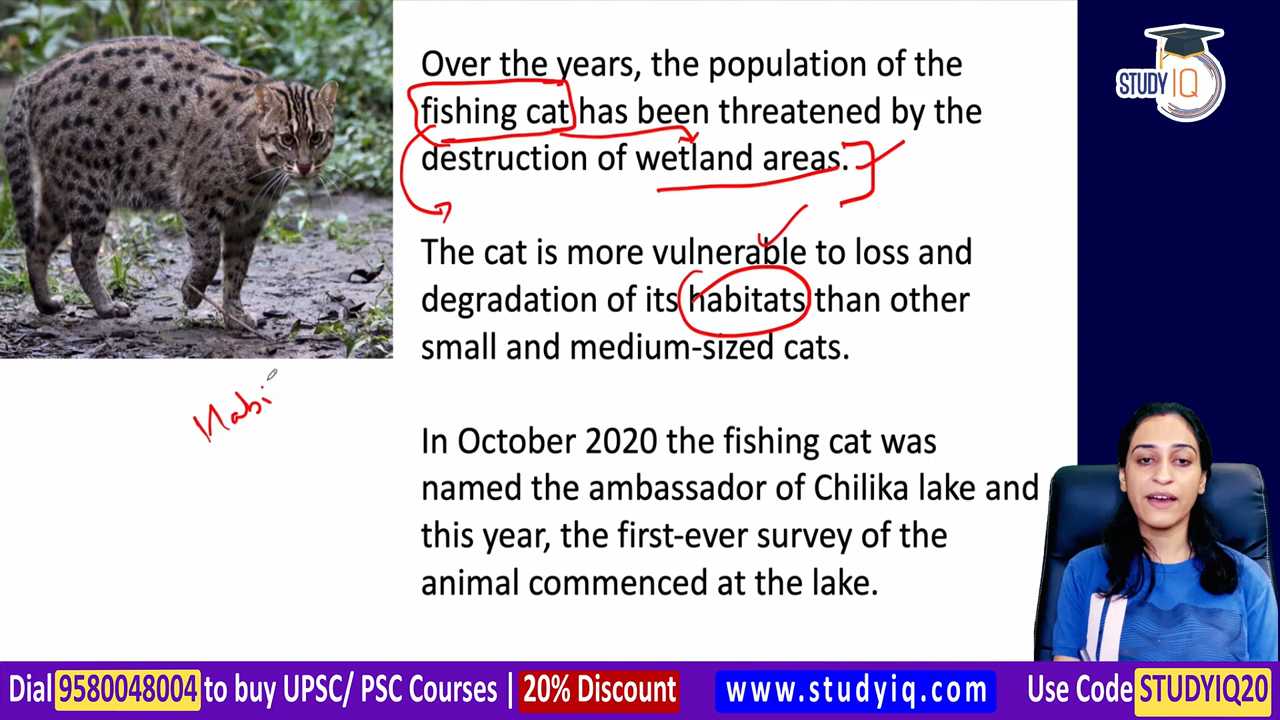 Over the years, the population of the
fishing cat has been threatened by the
destruction of wetland areas.
The cat is more vulnerable to loss and
degradation of its habitats than other
small and medium-sized cats.
In October 2020 the fishing cat was
named the ambassador of Chilika lake and
this year, the first-ever survey of the
animal commenced at the lake.
Habi
STUDY IQ
Dial 9580048004 to buy UPSC/ PSC Courses | 20% Discount www.studyiq.com Use Code STUDYIQ20